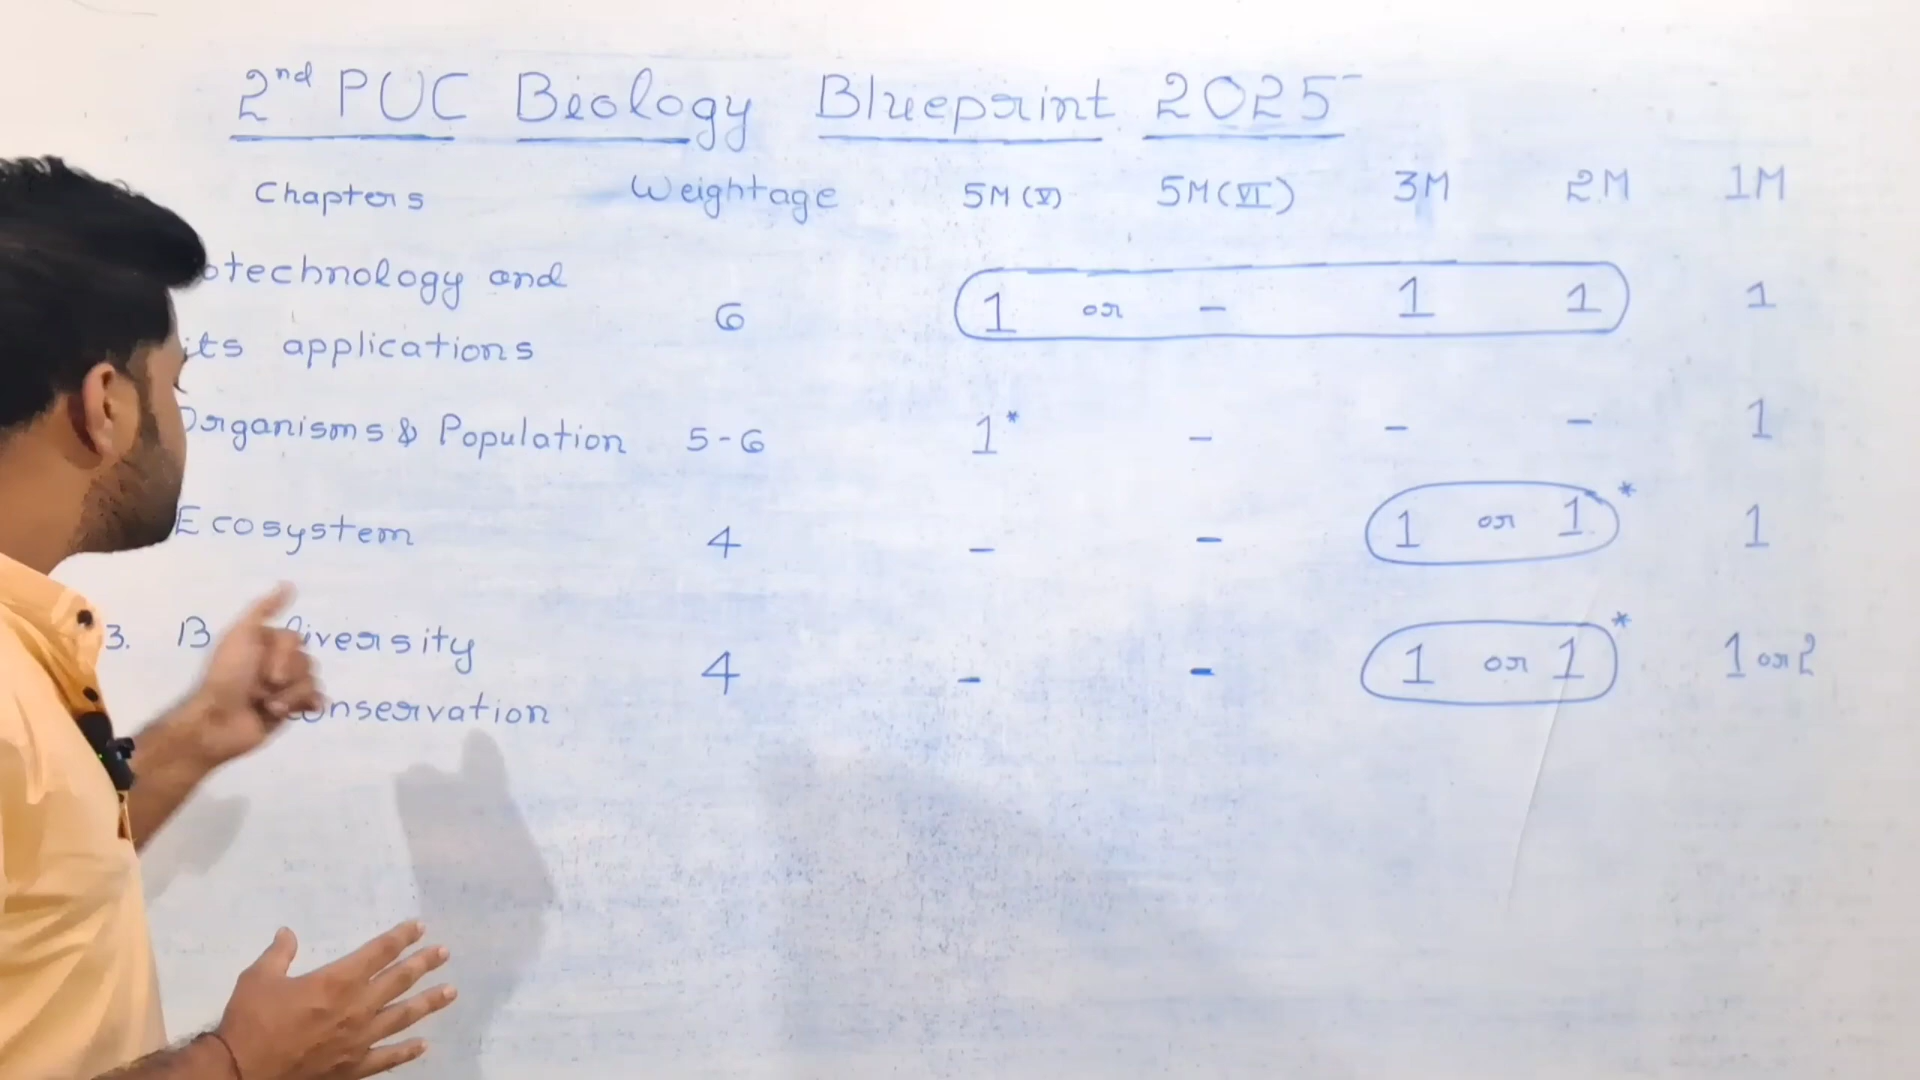 2nd PUC Biology Blueprint 2025
Chapters Weightage 5M (V) 5M (VI) 3M 2M 1M
otechnology and
its applications 6 1 or - 1 1 1
Organisms & Population 5-6 1* - - - 1
Ecosystem 4 - - 1 or 1* 1
3. B iversity
conservation 4 - - 1 or 1* 1 or 2